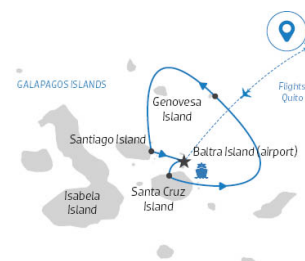 Flights
Quito
GALAPAGOS ISLANDS
Genovesa
Island
Santiago Island
Baltra Island (airport)
Isabela
Island
Santa Cruz
Island